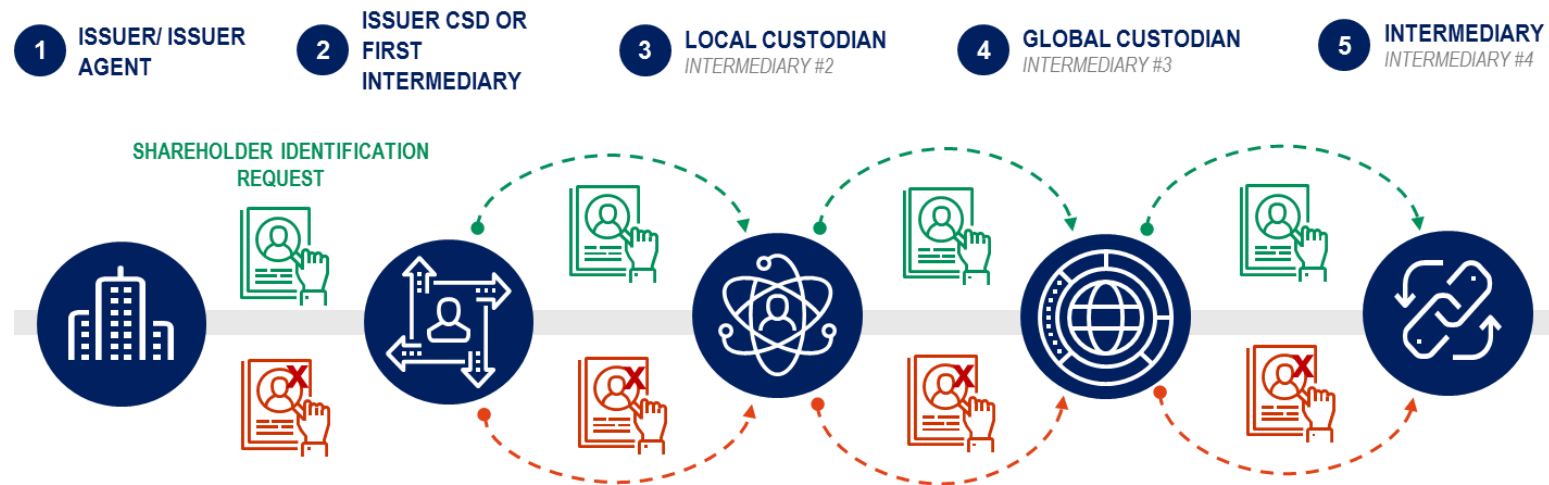 1
ISSUER/ ISSUER
AGENT
2
ISSUER CSD OR
FIRST
INTERMEDIARY
3
LOCAL CUSTODIAN
INTERMEDIARY #2
4
GLOBAL CUSTODIAN
INTERMEDIARY #3
5
INTERMEDIARY
INTERMEDIARY #4
SHAREHOLDER IDENTIFICATION
REQUEST
X
X
X
X